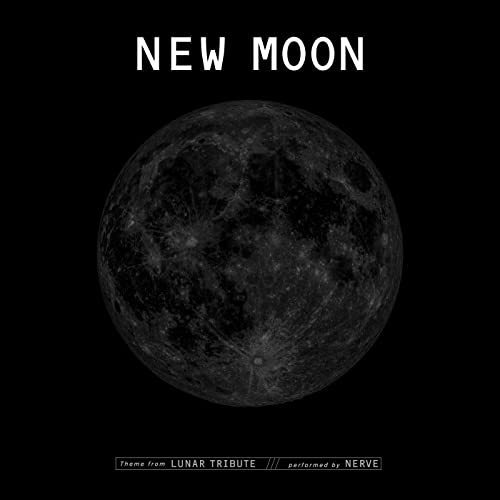 NEW MOON
Theme from LUNAR TRIBUTE /// performed by NERVE